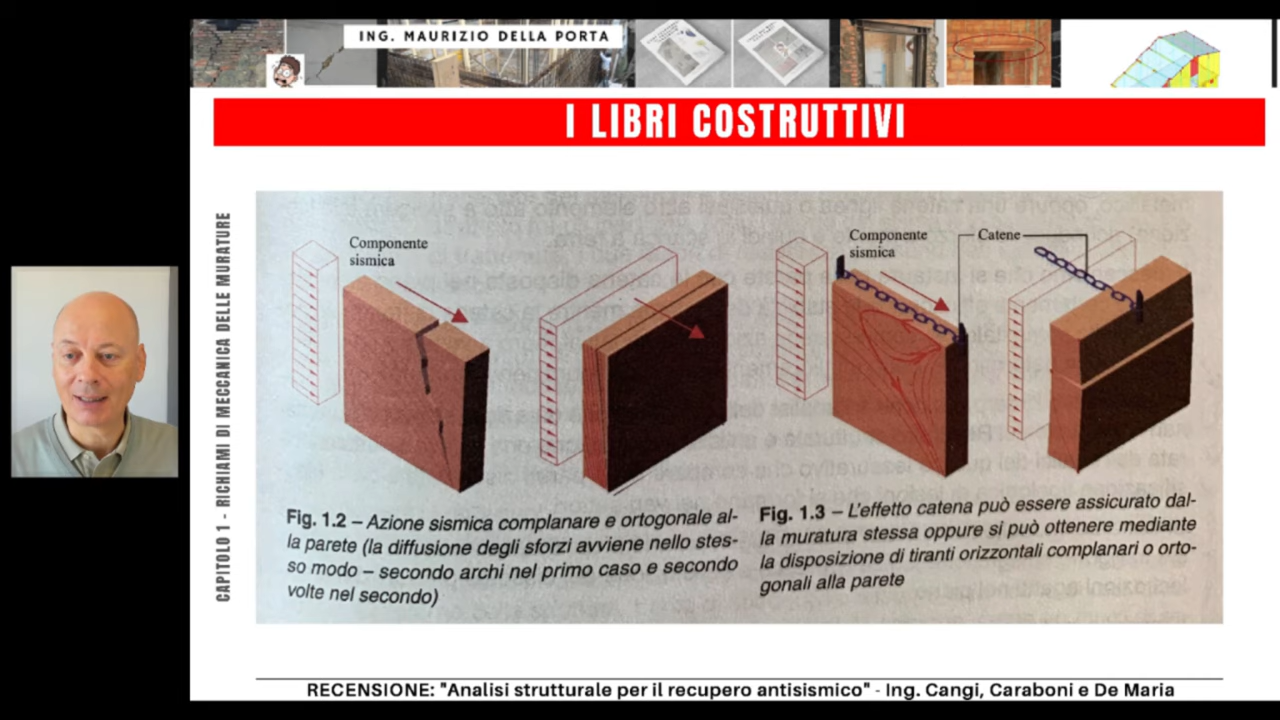 ING. MAURIZIO DELLA PORTA
I LIBRI COSTRUTTIVI
CAPITOLO 1 - RICHIAMI DI MECCANICA DELLE MURATURE
Componente
sismica
Componente
sismica
Catene
Fig. 1.2 – Azione sismica complanare e ortogonale al-
la parete (la diffusione degli sforzi avviene nello stes-
so modo – secondo archi nel primo caso e secondo
volte nel secondo)
Fig. 1.3 – L'effetto catena può essere assicurato dal-
la muratura stessa oppure si può ottenere mediante
la disposizione di tiranti orizzontali complanari o orto-
gonali alla parete
RECENSIONE: "Analisi strutturale per il recupero antisismico" - Ing. Cangi, Caraboni e De Maria